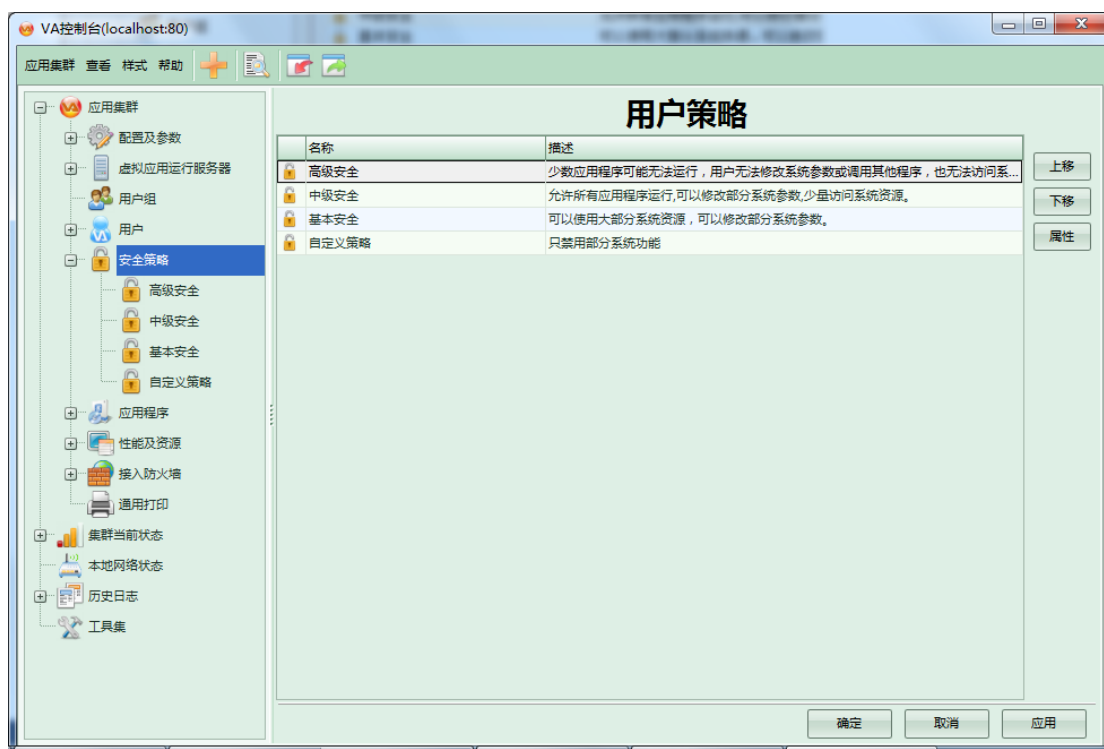 VA控制台(localhost:80)
应用集群 查看 样式 帮助
应用集群
配置及参数
虚拟应用运行服务器
用户组
用户
安全策略
高级安全
中级安全
基本安全
自定义策略
应用程序
性能及资源
接入防火墙
通用打印
集群当前状态
本地网络状态
历史日志
工具集
用户策略
名称 描述
高级安全 少数应用程序可能无法运行，用户无法修改系统参数或调用其他程序，也无法访问系...
中级安全 允许所有应用程序运行,可以修改部分系统参数,少量访问系统资源。
基本安全 可以使用大部分系统资源，可以修改部分系统参数。
自定义策略 只禁用部分系统功能
上移
下移
属性
确定 取消 应用